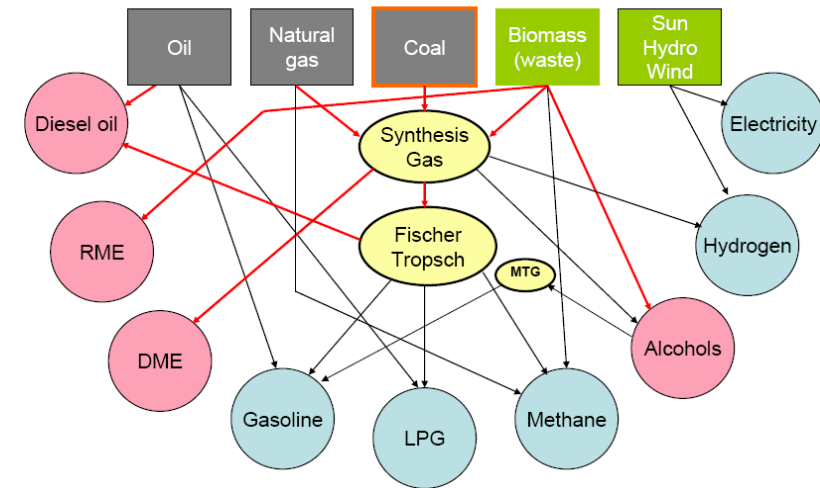 Oil
Natural
gas
Coal
Biomass
(waste)
Sun
Hydro
Wind
Diesel oil
Synthesis
Gas
Electricity
RME
Fischer
Tropsch
Hydrogen
MTG
DME
Alcohols
Gasoline
LPG
Methane